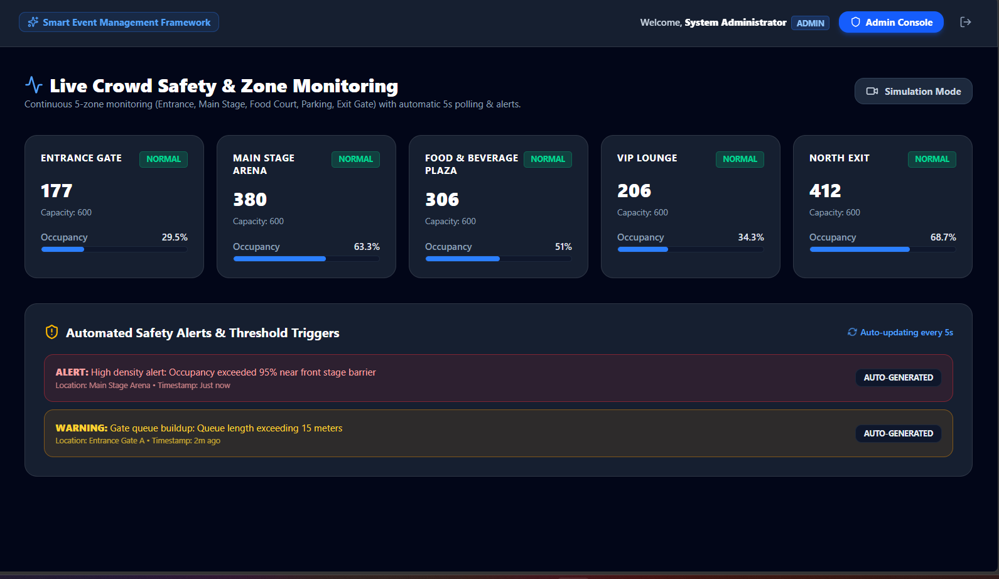 Smart Event Management Framework
Welcome, System Administrator ADMIN Admin Console
Live Crowd Safety & Zone Monitoring
Continuous 5-zone monitoring (Entrance, Main Stage, Food Court, Parking, Exit Gate) with automatic 5s polling & alerts.
Simulation Mode
ENTRANCE GATE NORMAL
177
Capacity: 600
Occupancy 29.5%
MAIN STAGE NORMAL
ARENA
380
Capacity: 600
Occupancy 63.3%
FOOD & BEVERAGE NORMAL
PLAZA
306
Capacity: 600
Occupancy 51%
VIP LOUNGE NORMAL
206
Capacity: 600
Occupancy 34.3%
NORTH EXIT NORMAL
412
Capacity: 600
Occupancy 68.7%
Automated Safety Alerts & Threshold Triggers
Auto-updating every 5s
ALERT: High density alert: Occupancy exceeded 95% near front stage barrier
Location: Main Stage Arena • Timestamp: Just now
AUTO-GENERATED
WARNING: Gate queue buildup: Queue length exceeding 15 meters
Location: Entrance Gate A • Timestamp: 2m ago
AUTO-GENERATED